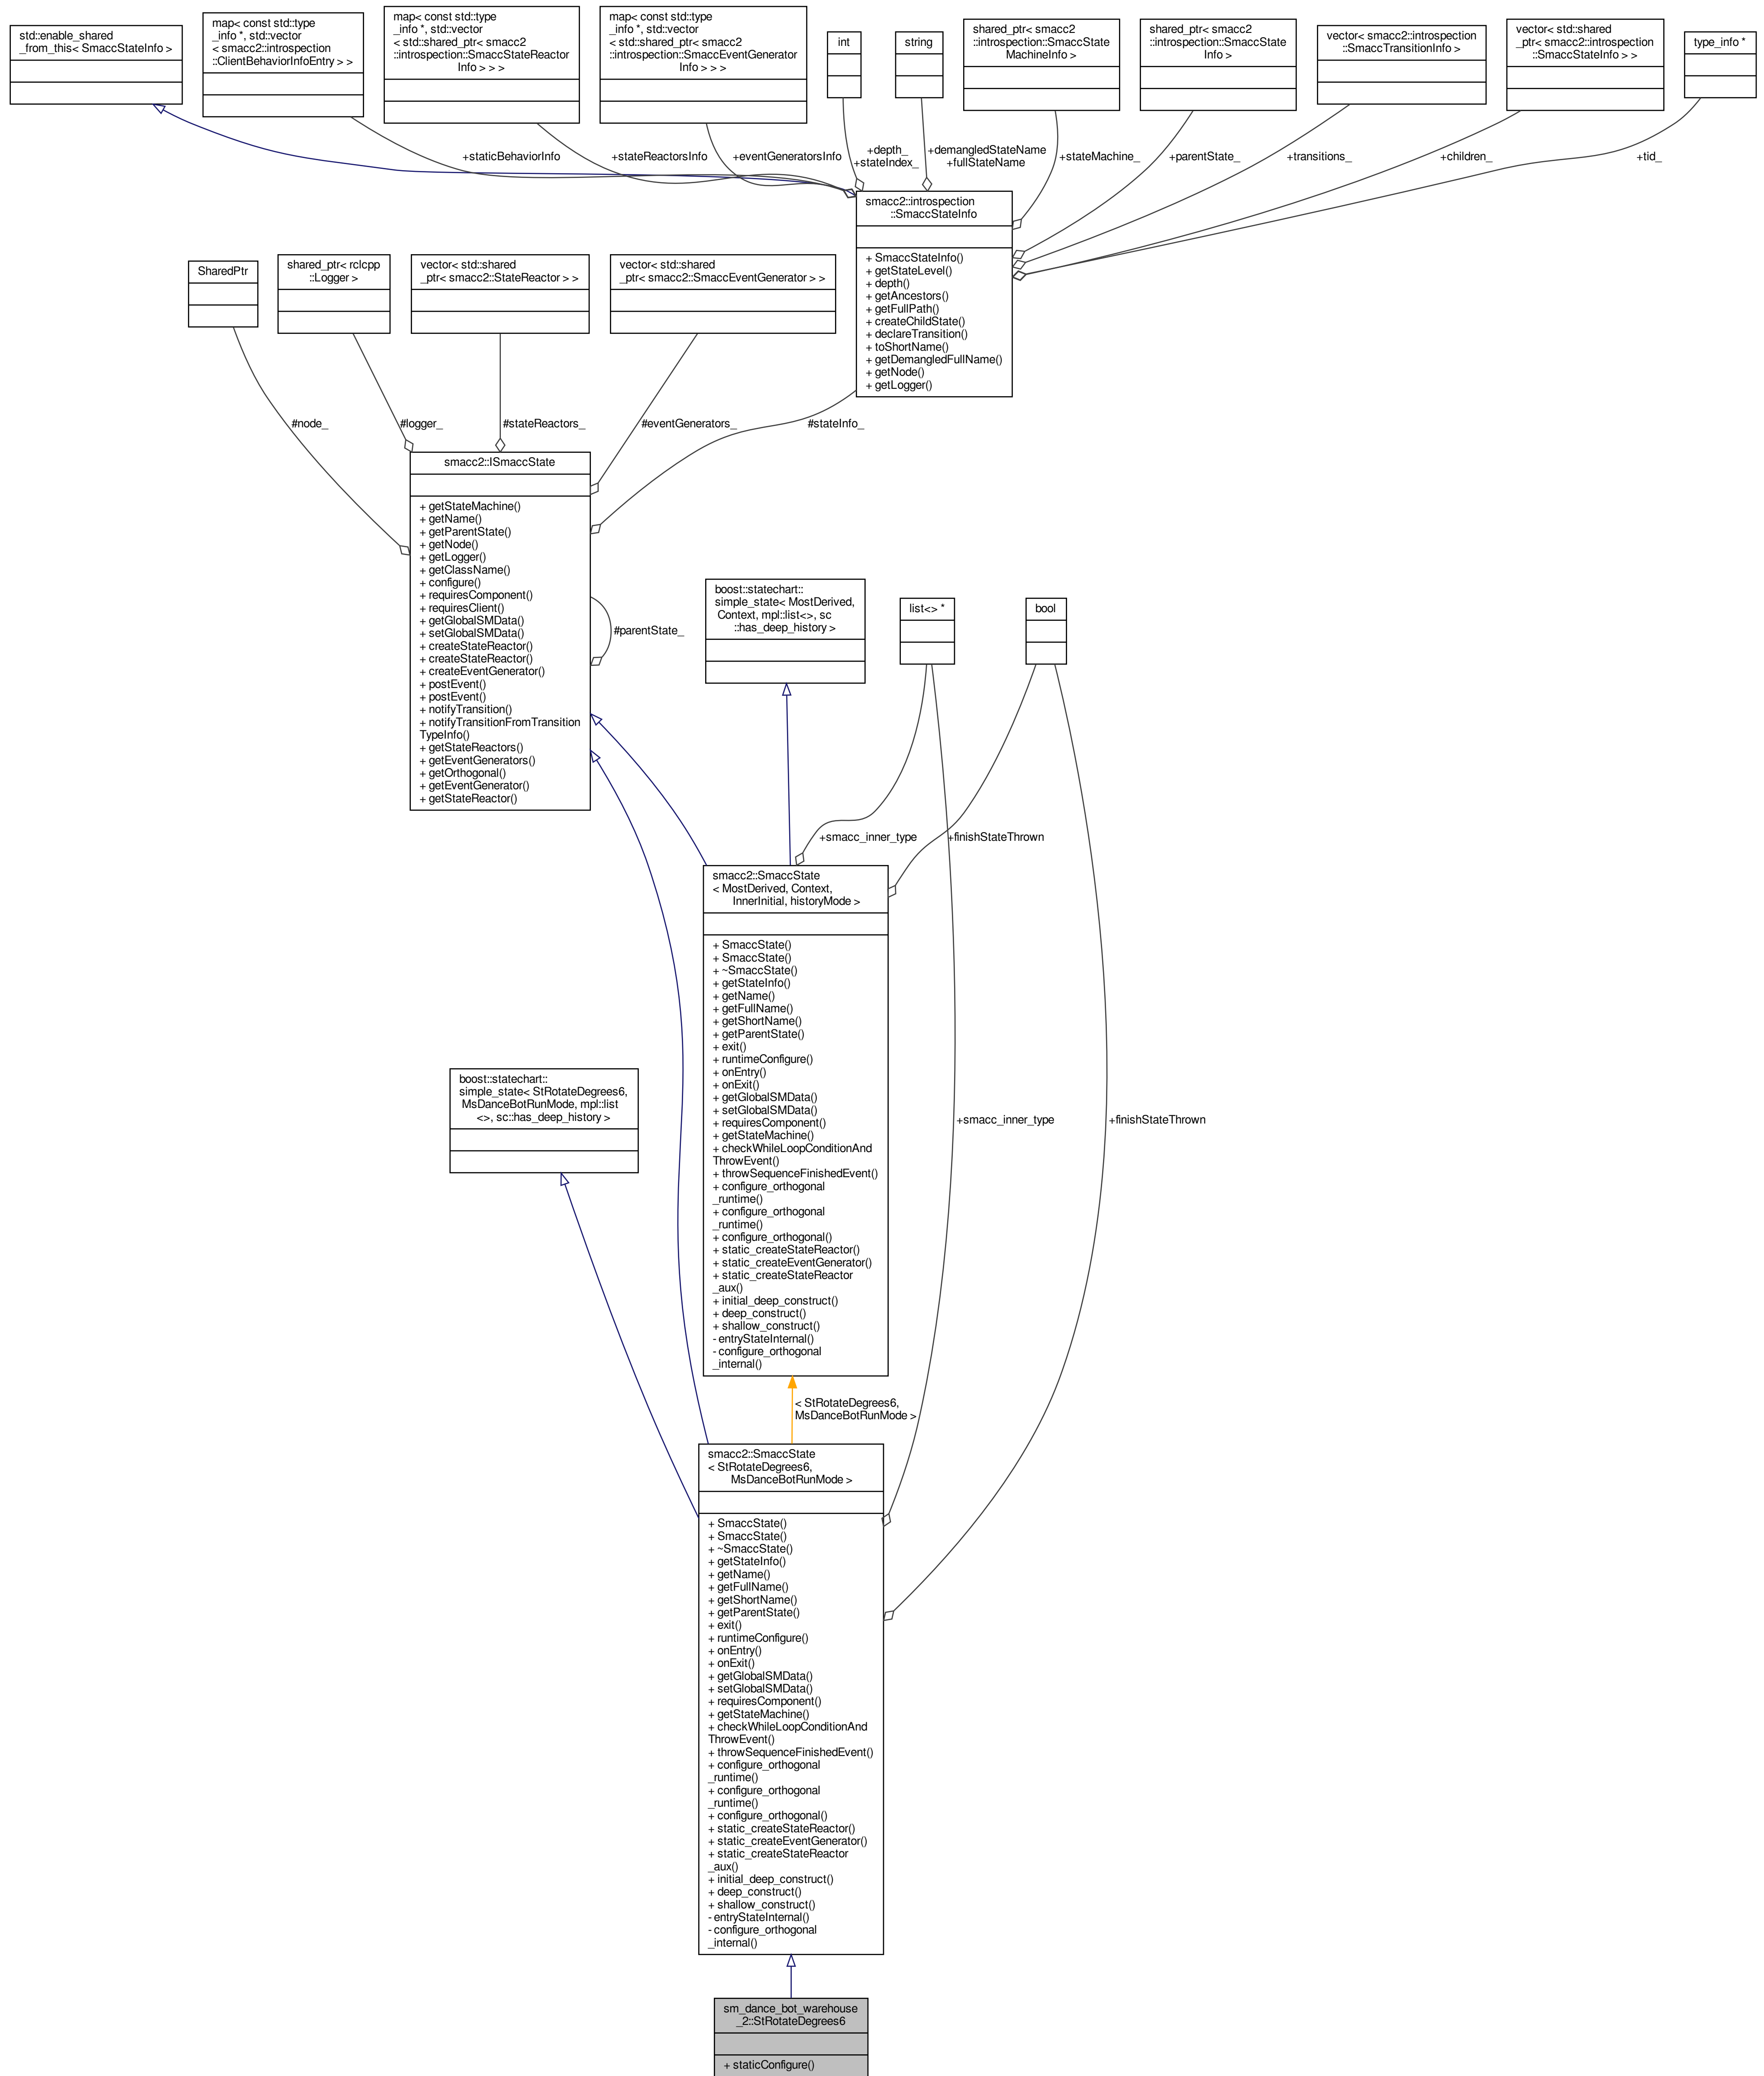 std::enable_shared
_from_this< SmaccStateInfo >
map< const std::type
_info *, std::vector
< smacc2::introspection
::ClientBehaviorInfoEntry > >
map< const std::type
_info *, std::vector
< std::shared_ptr< smacc2
::introspection::SmaccStateReactor
Info > > >
map< const std::type
_info *, std::vector
< std::shared_ptr< smacc2
::introspection::SmaccEventGenerator
Info > > >
int
string
shared_ptr< smacc2
::introspection::SmaccState
MachineInfo >
shared_ptr< smacc2
::introspection::SmaccState
Info >
vector< smacc2::introspection
::SmaccTransitionInfo >
vector< std::shared
_ptr< smacc2::introspection
::SmaccStateInfo > >
type_info *
+staticBehaviorInfo
+stateReactorsInfo
+eventGeneratorsInfo
+depth_
+stateIndex_
+demangledStateName
+fullStateName
+stateMachine_
+parentState_
+transitions_
+children_
+tid_
smacc2::introspection
::SmaccStateInfo
+ SmaccStateInfo()
+ getStateLevel()
+ depth()
+ getAncestors()
+ getFullPath()
+ createChildState()
+ declareTransition()
+ toShortName()
+ getDemangledFullName()
+ getNode()
+ getLogger()
SharedPtr
shared_ptr< rclcpp
::Logger >
vector< std::shared
_ptr< smacc2::StateReactor > >
vector< std::shared
_ptr< smacc2::SmaccEventGenerator > >
#node_
#logger_
#stateReactors_
#eventGenerators_
#stateInfo_
smacc2::ISmaccState
+ getStateMachine()
+ getName()
+ getParentState()
+ getNode()
+ getLogger()
+ getClassName()
+ configure()
+ requiresComponent()
+ requiresClient()
+ getGlobalSMData()
+ setGlobalSMData()
+ createStateReactor()
+ createStateReactor()
+ createEventGenerator()
+ postEvent()
+ postEvent()
+ notifyTransition()
+ notifyTransitionFromTransition
TypeInfo()
+ getStateReactors()
+ getEventGenerators()
+ getOrthogonal()
+ getEventGenerator()
+ getStateReactor()
#parentState_
boost::statechart::
simple_state< MostDerived,
Context, mpl::list<>, sc
::has_deep_history >
list<> *
bool
+smacc_inner_type
+finishStateThrown
smacc2::SmaccState
< MostDerived, Context,
InnerInitial, historyMode >
+ SmaccState()
+ SmaccState()
+ ~SmaccState()
+ getStateInfo()
+ getName()
+ getFullName()
+ getShortName()
+ getParentState()
+ exit()
+ runtimeConfigure()
+ onEntry()
+ onExit()
+ getGlobalSMData()
+ setGlobalSMData()
+ requiresComponent()
+ getStateMachine()
+ checkWhileLoopConditionAnd
ThrowEvent()
+ throwSequenceFinishedEvent()
+ configure_orthogonal
_runtime()
+ configure_orthogonal
_runtime()
+ configure_orthogonal()
+ static_createStateReactor()
+ static_createEventGenerator()
+ static_createStateReactor
_aux()
+ initial_deep_construct()
+ deep_construct()
+ shallow_construct()
- entryStateInternal()
- configure_orthogonal
_internal()
boost::statechart::
simple_state< StRotateDegrees6,
MsDanceBotRunMode, mpl::list
<>, sc::has_deep_history >
+smacc_inner_type
+finishStateThrown
< StRotateDegrees6,
MsDanceBotRunMode >
smacc2::SmaccState
< StRotateDegrees6,
MsDanceBotRunMode >
+ SmaccState()
+ SmaccState()
+ ~SmaccState()
+ getStateInfo()
+ getName()
+ getFullName()
+ getShortName()
+ getParentState()
+ exit()
+ runtimeConfigure()
+ onEntry()
+ onExit()
+ getGlobalSMData()
+ setGlobalSMData()
+ requiresComponent()
+ getStateMachine()
+ checkWhileLoopConditionAnd
ThrowEvent()
+ throwSequenceFinishedEvent()
+ configure_orthogonal
_runtime()
+ configure_orthogonal
_runtime()
+ configure_orthogonal()
+ static_createStateReactor()
+ static_createEventGenerator()
+ static_createStateReactor
_aux()
+ initial_deep_construct()
+ deep_construct()
+ shallow_construct()
- entryStateInternal()
- configure_orthogonal
_internal()
sm_dance_bot_warehouse
_2::StRotateDegrees6
+ staticConfigure()